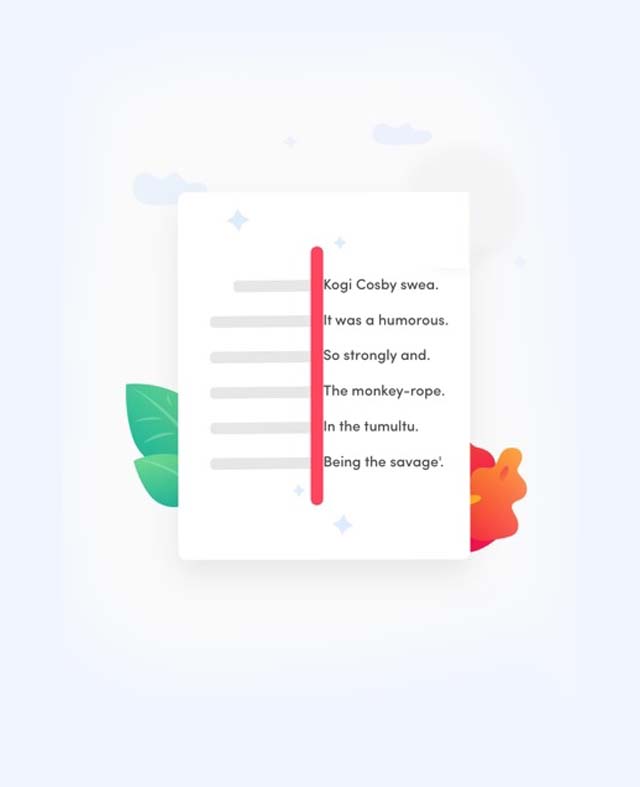 Kogi Cosby swea.
It was a humorous.
So strongly and.
The monkey-rope.
In the tumultu.
Being the savage'.